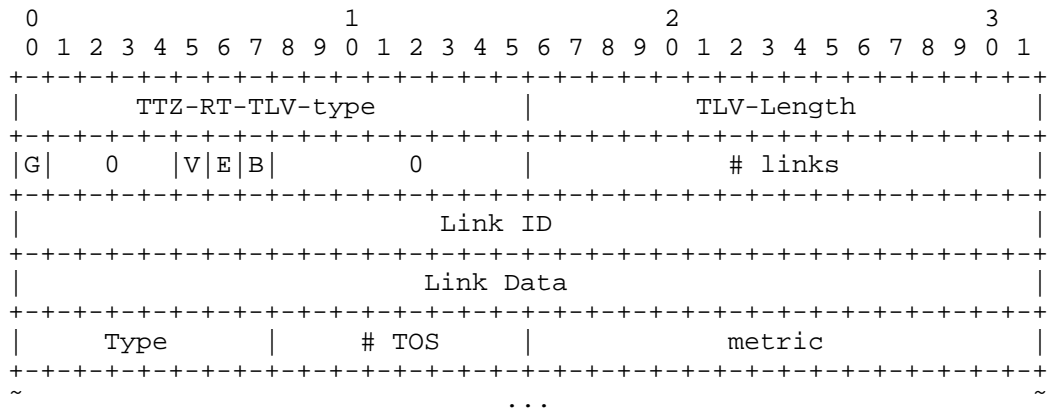 0                   1                   2                   3
 0 1 2 3 4 5 6 7 8 9 0 1 2 3 4 5 6 7 8 9 0 1 2 3 4 5 6 7 8 9 0 1
+-+-+-+-+-+-+-+-+-+-+-+-+-+-+-+-+-+-+-+-+-+-+-+-+-+-+-+-+-+-+-+-+
|       TTZ-RT-TLV-type         |          TLV-Length           |
+-+-+-+-+-+-+-+-+-+-+-+-+-+-+-+-+-+-+-+-+-+-+-+-+-+-+-+-+-+-+-+-+
|G|   0   |V|E|B|        0      |            # links            |
+-+-+-+-+-+-+-+-+-+-+-+-+-+-+-+-+-+-+-+-+-+-+-+-+-+-+-+-+-+-+-+-+
|                          Link ID                              |
+-+-+-+-+-+-+-+-+-+-+-+-+-+-+-+-+-+-+-+-+-+-+-+-+-+-+-+-+-+-+-+-+
|                         Link Data                             |
+-+-+-+-+-+-+-+-+-+-+-+-+-+-+-+-+-+-+-+-+-+-+-+-+-+-+-+-+-+-+-+-+
|     Type      |     # TOS     |            metric             |
+-+-+-+-+-+-+-+-+-+-+-+-+-+-+-+-+-+-+-+-+-+-+-+-+-+-+-+-+-+-+-+-+
~                              ...                              ~